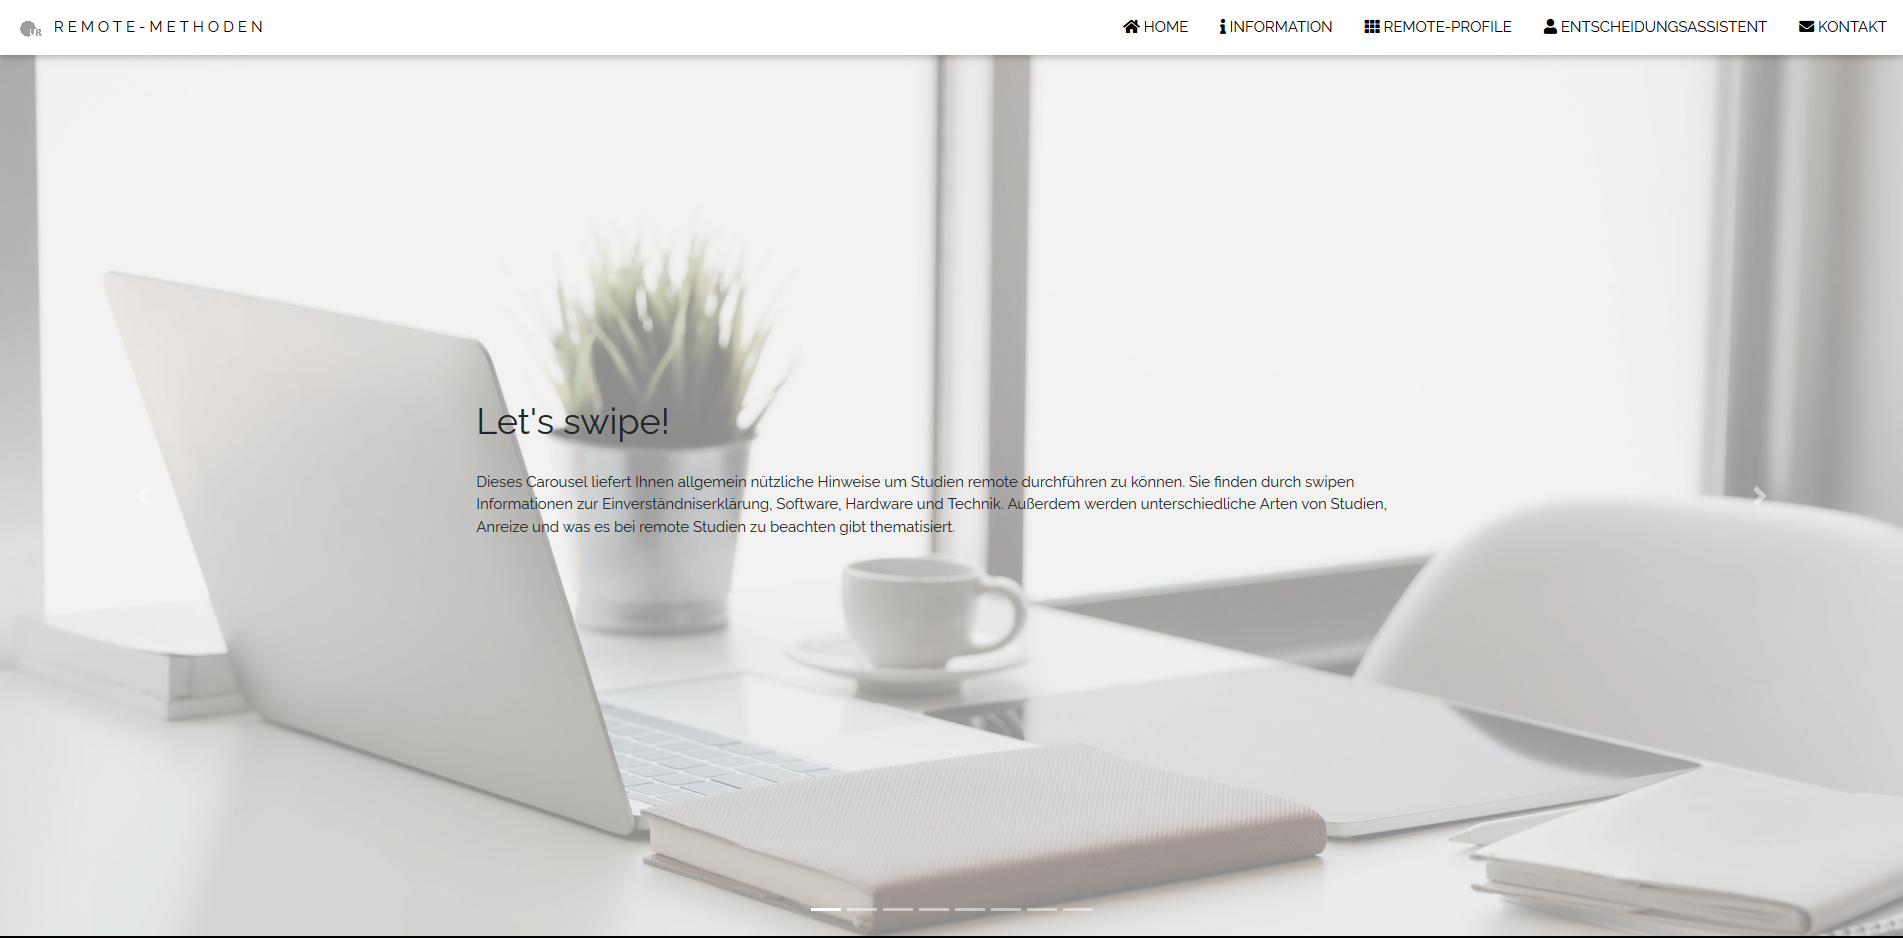 REMOTE-METHODEN
HOME INFORMATION REMOTE-PROFILE ENTSCHEIDUNGSASSISTENT KONTAKT
Let's swipe!
Dieses Carousel liefert Ihnen allgemein nützliche Hinweise um Studien remote durchführen zu können. Sie finden durch swipen
Informationen zur Einverständniserklärung, Software, Hardware und Technik. Außerdem werden unterschiedliche Arten von Studien,
Anreize und was es bei remote Studien zu beachten gibt thematisiert.